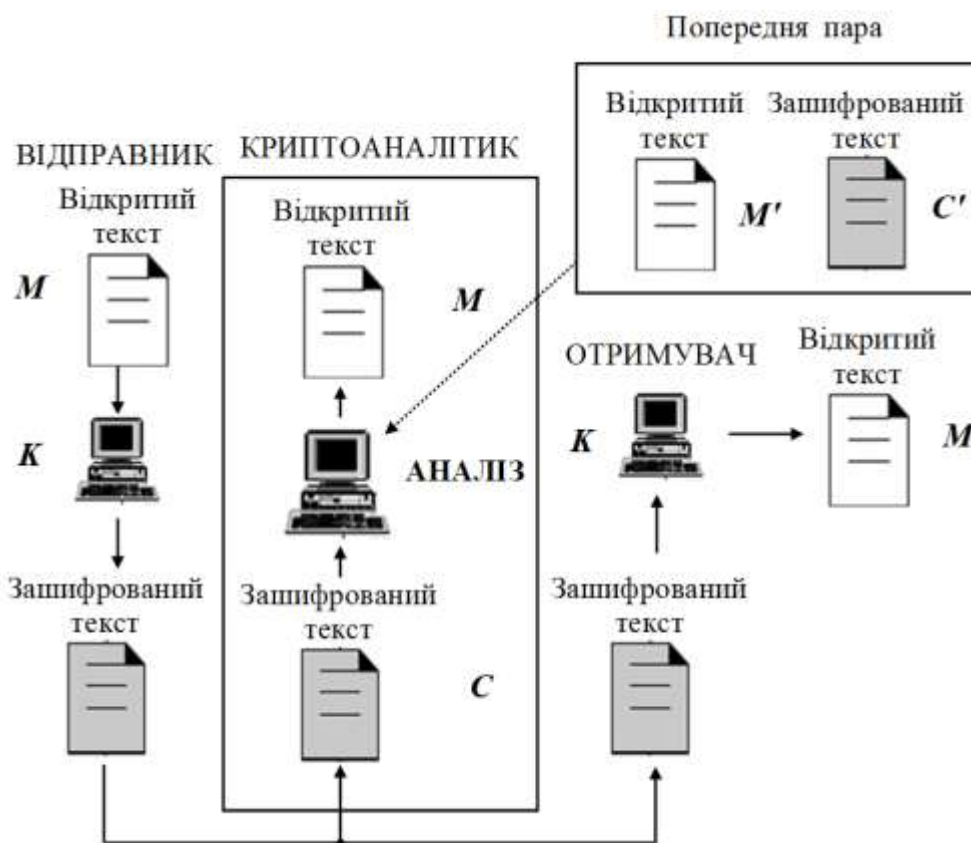 Попередня пара
Відкритий
текст
Зашифрований
текст
M'
C'
ВІДПРАВНИК
Відкритий
текст
M
K
Зашифрований
текст
КРИПТОАНАЛІТИК
Відкритий
текст
M
АНАЛІЗ
Зашифрований
текст
C
ОТРИМУВАЧ
K
Відкритий
текст
M
Зашифрований
текст